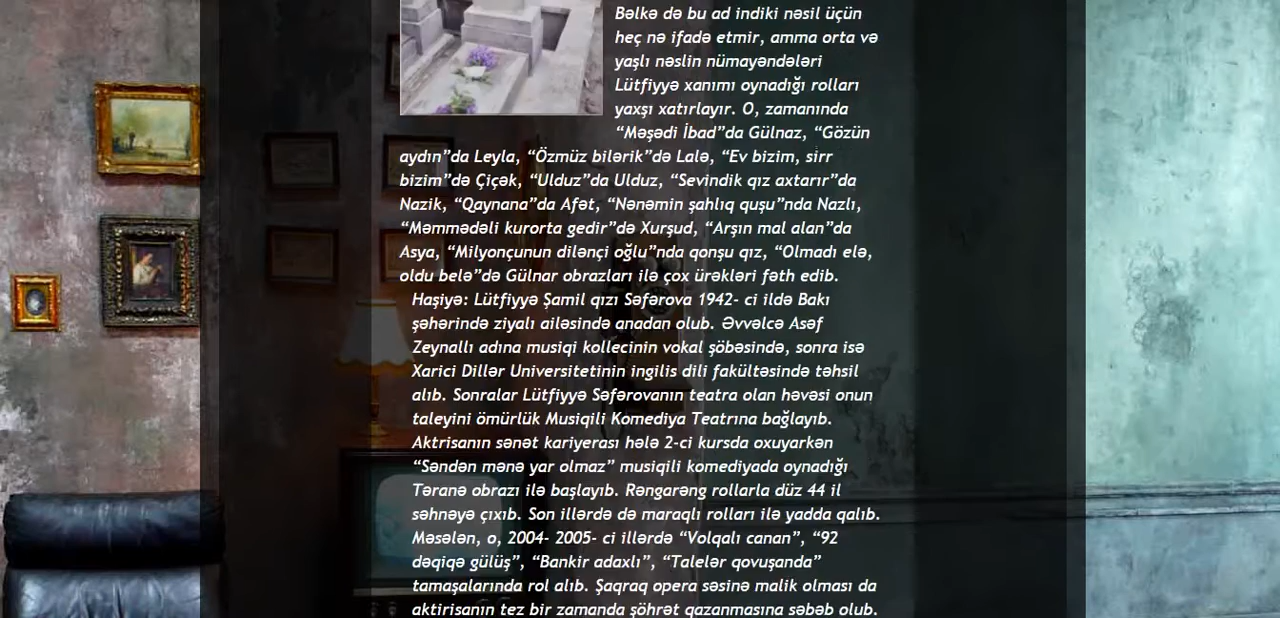 Bəlkə də bu ad indiki nəsil üçün
heç nə ifadə etmir, amma orta və
yaşlı nəslin nümayəndələri
Lütfiyyə xanımı oynadığı rolları
yaxşı xatırlayır. O, zamanında
“Məşədi İbad”da Gülnaz, “Gözün
aydın”da Leyla, “Özmüz bilərik”də Lalə, “Ev bizim, sirr
bizim”də Çiçək, “Ulduz”da Ulduz, “Sevindik qız axtarır”da
Nazik, “Qaynana”da Afət, “Nənəmin şahlıq quşu”nda Nazlı,
“Məmmədəli kurorta gedir”də Xurşud, “Arşın mal alan”da
Asya, “Milyonçunun dilənçi oğlu”nda qonşu qız, “Olmadı elə,
oldu belə”də Gülnar obrazları ilə çox ürəkləri fəth edib.
Haşiyə: Lütfiyyə Şamil qızı Səfərova 1942- ci ildə Bakı
şəhərində ziyalı ailəsində anadan olub. Əvvəlcə Asəf
Zeynallı adına musiqi kollecinin vokal şöbəsində, sonra isə
Xarici Dillər Universitetinin ingilis dili fakültəsində təhsil
alıb. Sonralar Lütfiyyə Səfərovanın teatra olan həvəsi onun
taleyini ömürlük Musiqili Komediya Teatrına bağlayıb.
Aktrisanın sənət kariyerası hələ 2-ci kursda oxuyarkən
“Səndən mənə yar olmaz” musiqili komediyada oynadığı
Təranə obrazı ilə başlayıb. Rəngarəng rollarla düz 44 il
səhnəyə çıxıb. Son illərdə də maraqlı rolları ilə yadda qalıb.
Məsələn, o, 2004- 2005- ci illərdə “Volqalı canan”, “92
dəqiqə gülüş”, “Bankir adaxlı”, “Talelər qovuşanda”
tamaşalarında rol alıb. Şaqraq opera səsinə malik olması da
aktirisanın tez bir zamanda şöhrət qazanmasına səbəb olub.